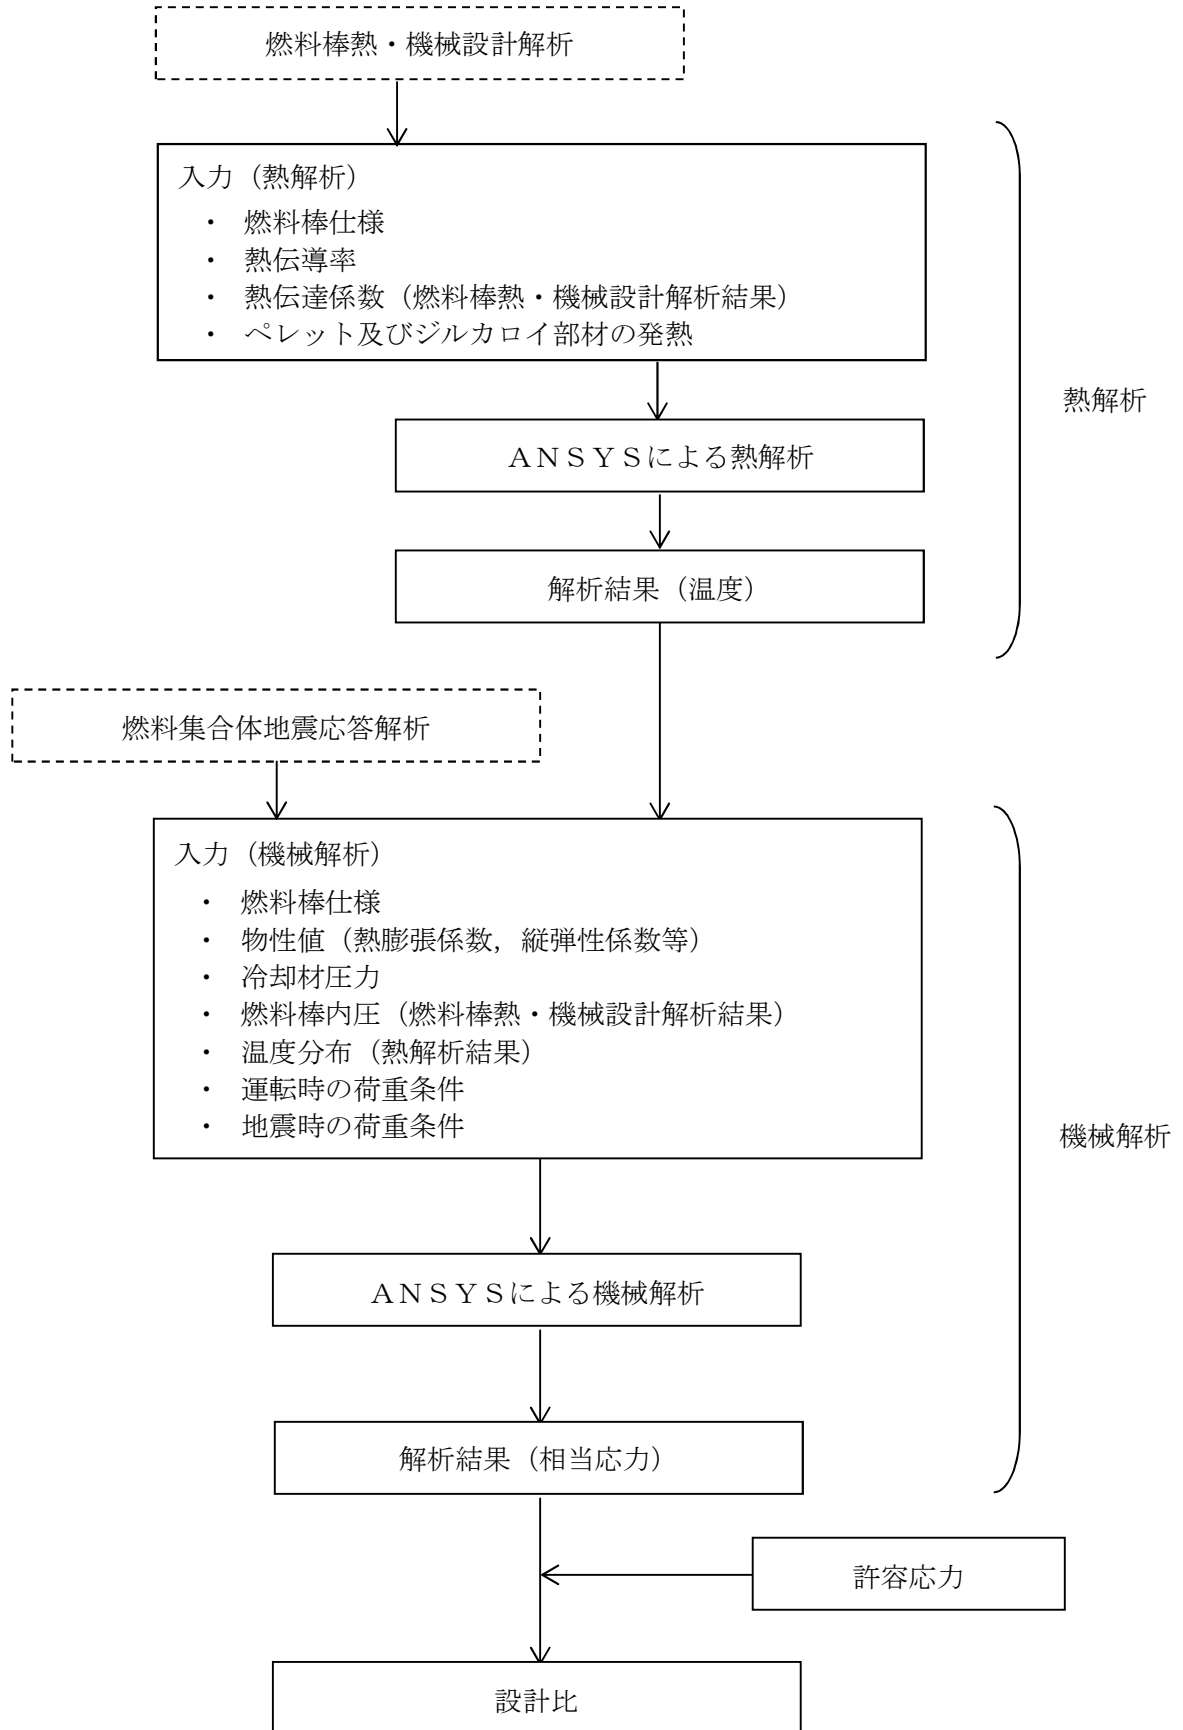 燃料棒熱・機械設計解析
入力（熱解析）
・ 燃料棒仕様
・ 熱伝導率
・ 熱伝達係数（燃料棒熱・機械設計解析結果）
・ ペレット及びジルカロイ部材の発熱
熱解析
ＡＮＳＹＳによる熱解析
解析結果（温度）
燃料集合体地震応答解析
入力（機械解析）
・ 燃料棒仕様
・ 物性値（熱膨張係数，縦弾性係数等）
・ 冷却材圧力
・ 燃料棒内圧（燃料棒熱・機械設計解析結果）
・ 温度分布（熱解析結果）
・ 運転時の荷重条件
・ 地震時の荷重条件
機械解析
ＡＮＳＹＳによる機械解析
解析結果（相当応力）
許容応力
設計比